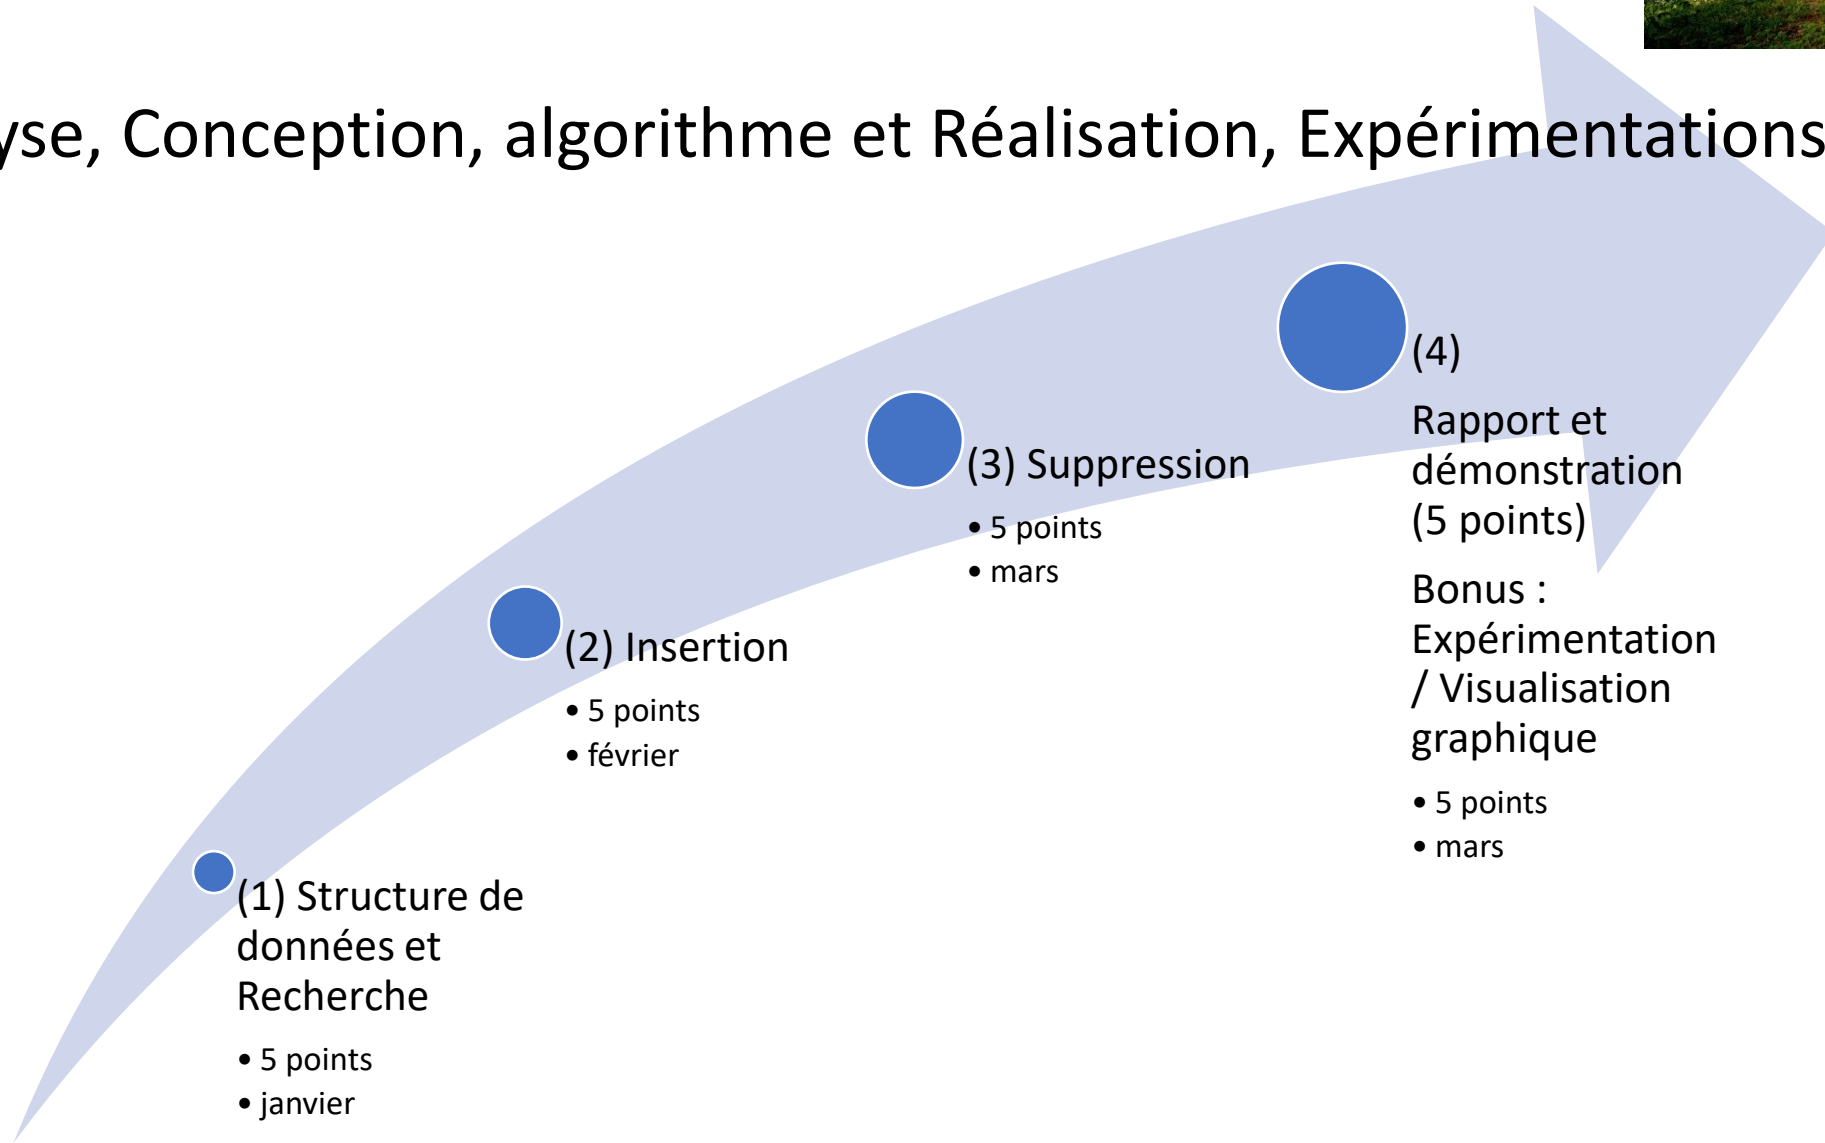 Conception, algorithme et Réalisation, Expérimentations
(1) Structure de
données et
Recherche
• 5 points
• janvier
(2) Insertion
• 5 points
• février
(3) Suppression
• 5 points
• mars
(4)
Rapport et
démonstration
(5 points)
Bonus :
Expérimentation
/ Visualisation
graphique
• 5 points
• mars